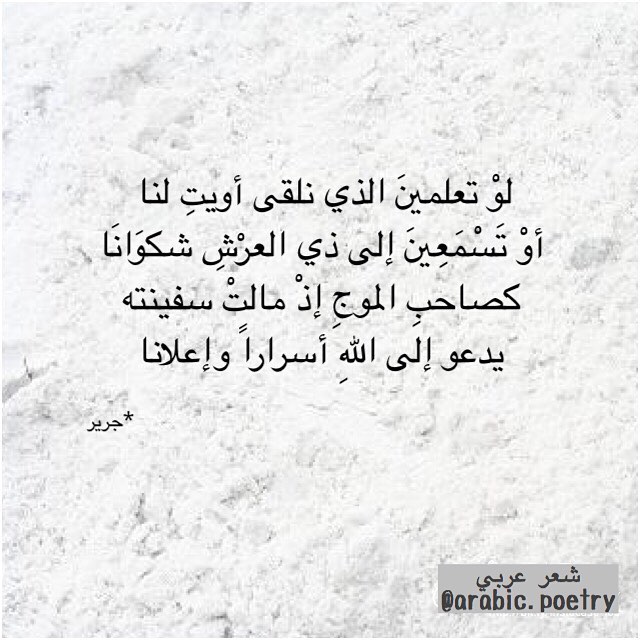 لوْ تعلمينَ الذي نلقى أويتِ لنا
أوْ تَسْمَعِينَ إلى ذي العرْشِ شكوَانَا
كصاحبِ الموجِ إذْ مالتْ سفينته
يدعو إلى اللهِ أسراراً وإعلانا
*جرير
شعر عربي
@arabic.poetry